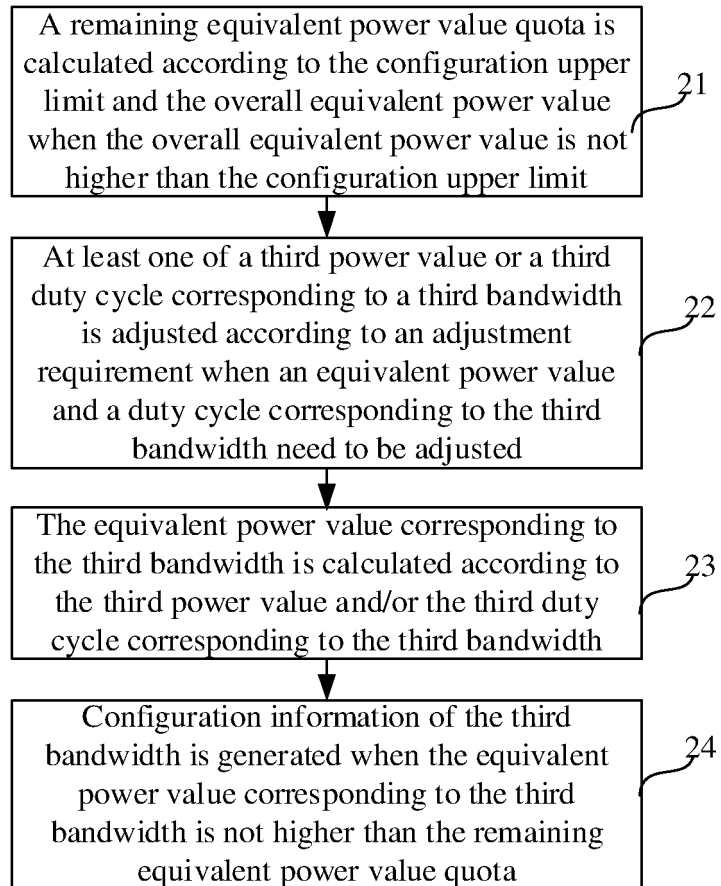 A remaining equivalent power value quota is
calculated according to the configuration upper
limit and the overall equivalent power value
when the overall equivalent power value is not
higher than the configuration upper limit
21
At least one of a third power value or a third
duty cycle corresponding to a third bandwidth
is adjusted according to an adjustment
requirement when an equivalent power value
and a duty cycle corresponding to the third
bandwidth need to be adjusted
22
The equivalent power value corresponding to
the third bandwidth is calculated according to
the third power value and/or the third duty
cycle corresponding to the third bandwidth
23
Configuration information of the third
bandwidth is generated when the equivalent
power value corresponding to the third
bandwidth is not higher than the remaining
equivalent power value quota
24